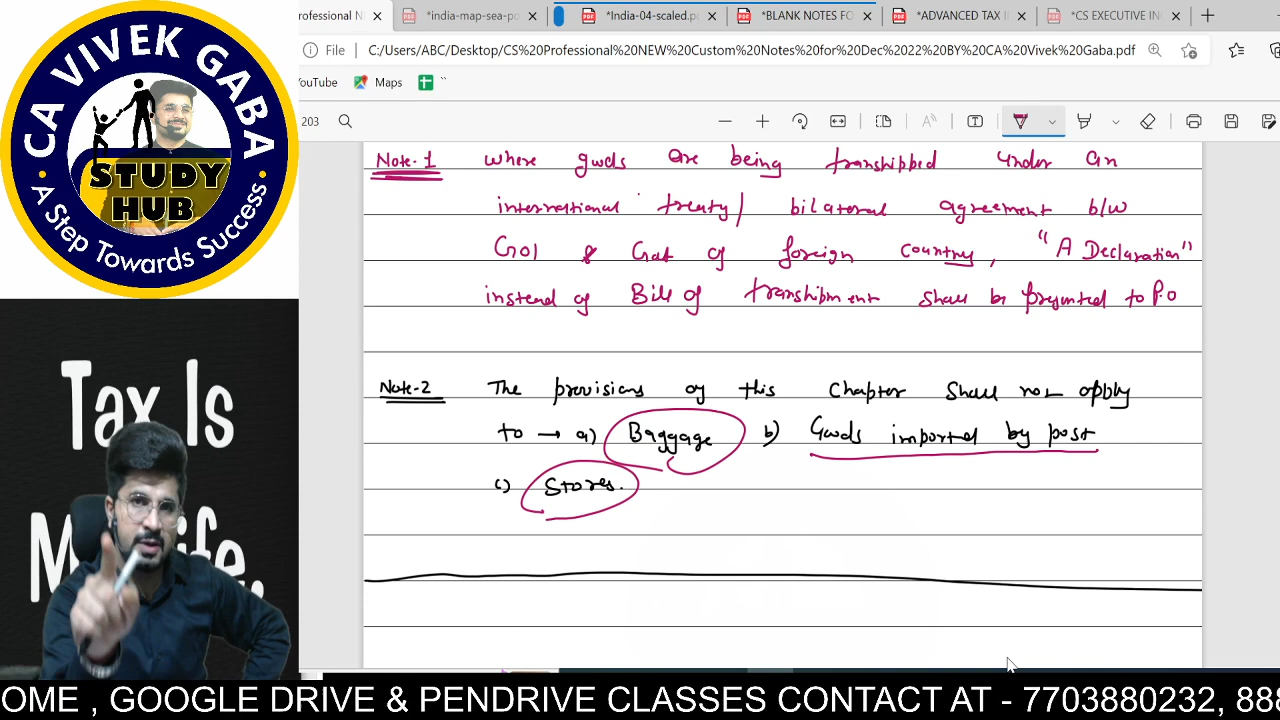 Professional N
*india-map-sea-po
*India-04-scaled.p
*BLANK NOTES FO
*ADVANCED TAX
*CS EXECUTIVE IN
File C:/Users/ABC/Desktop/CS%20Professional%20NEW%20Custom%20Notes%20for%20Dec%2022%20BY%20CA%20Vivek%20Gaba.pdf
YouTube Maps ``
203
CA VIVEK GABA
STUDY
HUB
A Step Towards Success
Tax Is
Note-1 where goods are being transhipped under an
international treaty/ bilateral agreement b/w
GOI & Govt of foreign country, "A Declaration"
instead of Bill of transhipment shall be presented to P.O
Note-2 The provisions of this Chapter shall not apply
to → a) Baggage b) Goods imported by post
c) Stores.
OME , GOOGLE DRIVE & PENDRIVE CLASSES CONTACT AT - 7703880232, 888